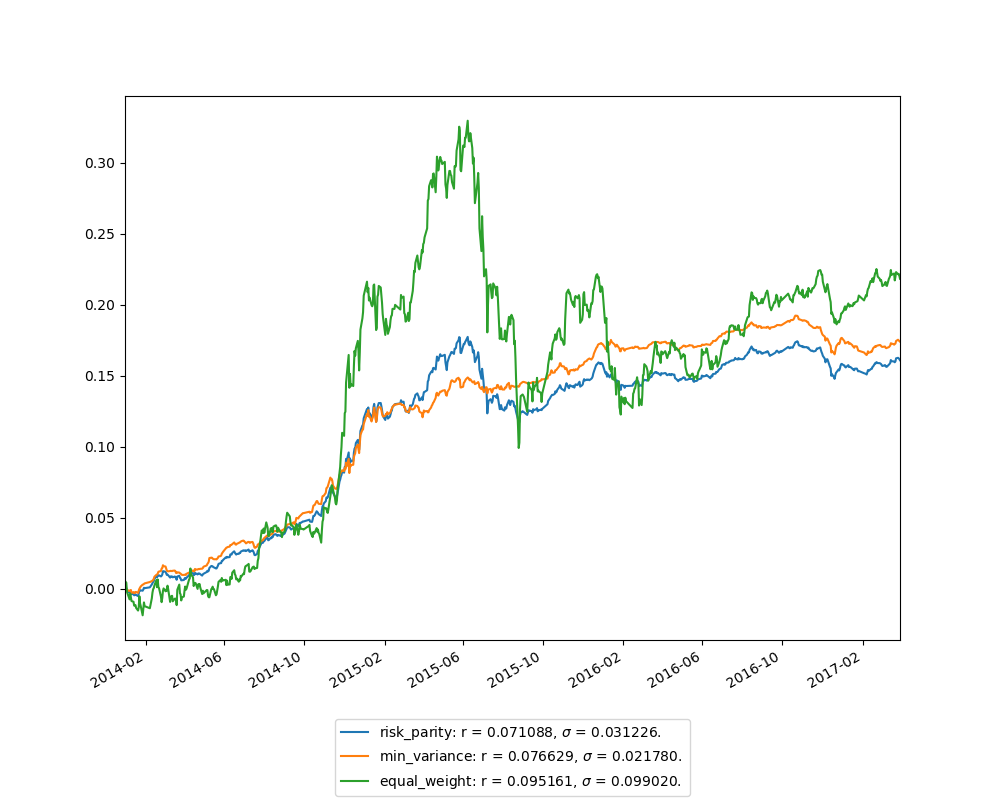 0.30
0.25
0.20
0.15
0.10
0.05
0.00
2014-02 2014-06 2014-10 2015-02 2015-06 2015-10 2016-02 2016-06 2016-10 2017-02
risk_parity: r = 0.071088, σ = 0.031226.
min_variance: r = 0.076629, σ = 0.021780.
equal_weight: r = 0.095161, σ = 0.099020.